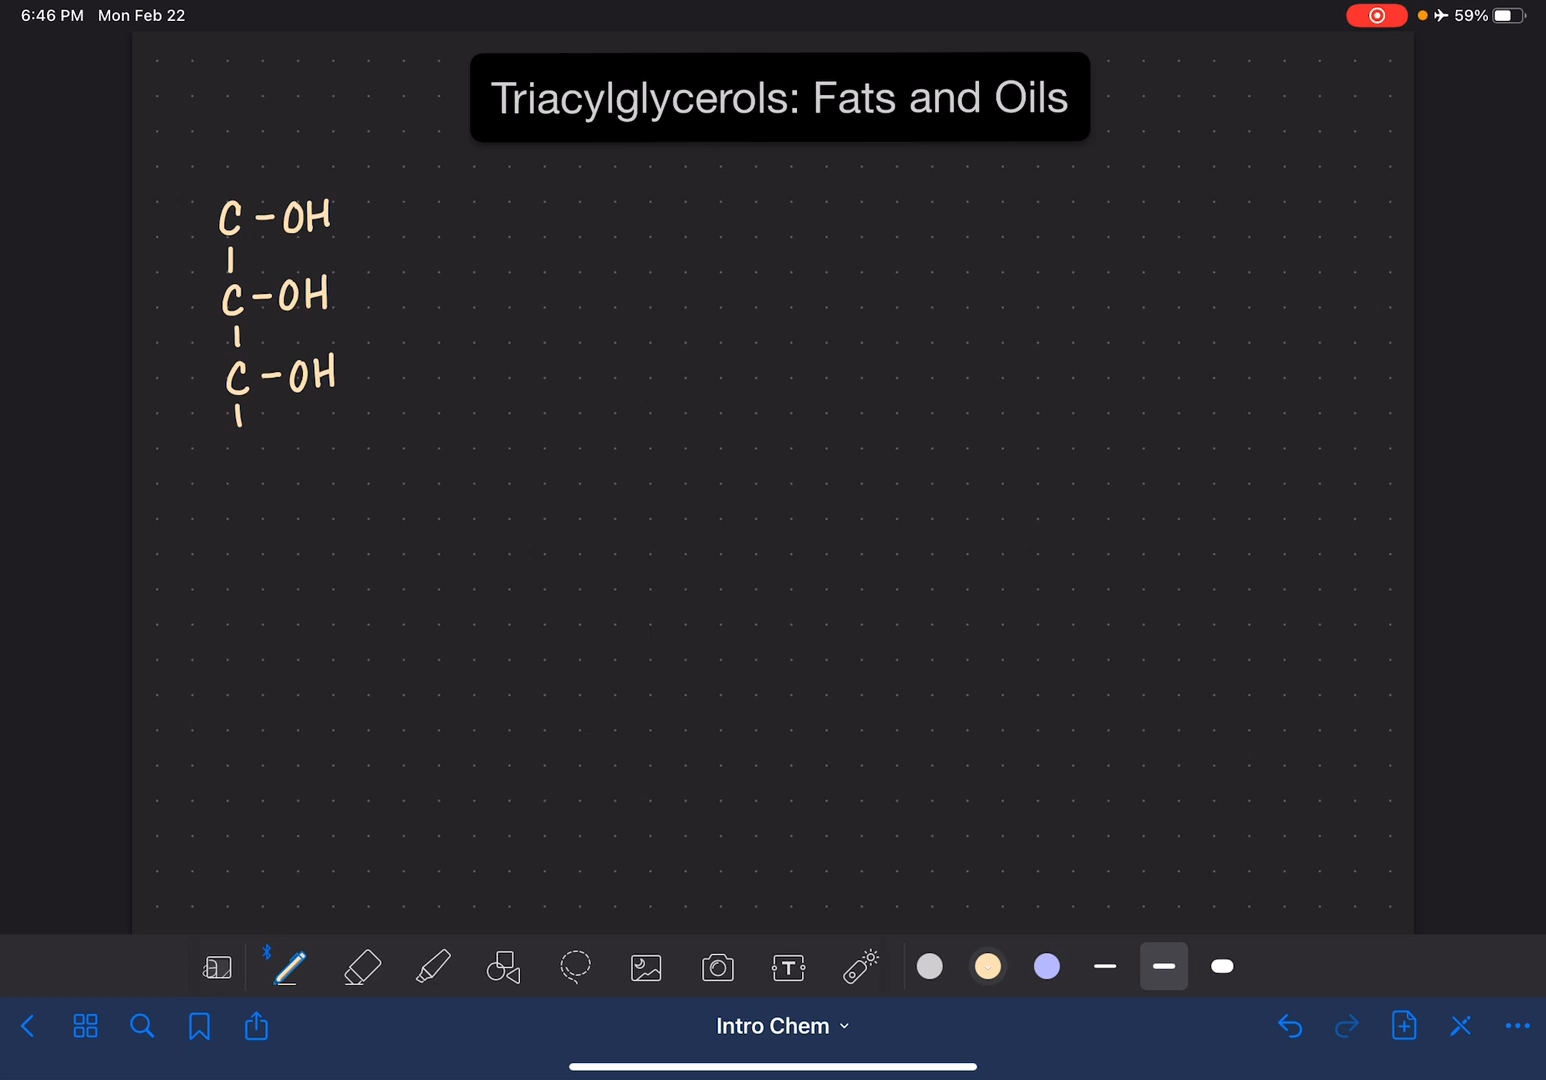 6:46 PM Mon Feb 22
59%
Triacylglycerols: Fats and Oils
C-OH
C-OH
C-OH
T
Intro Chem